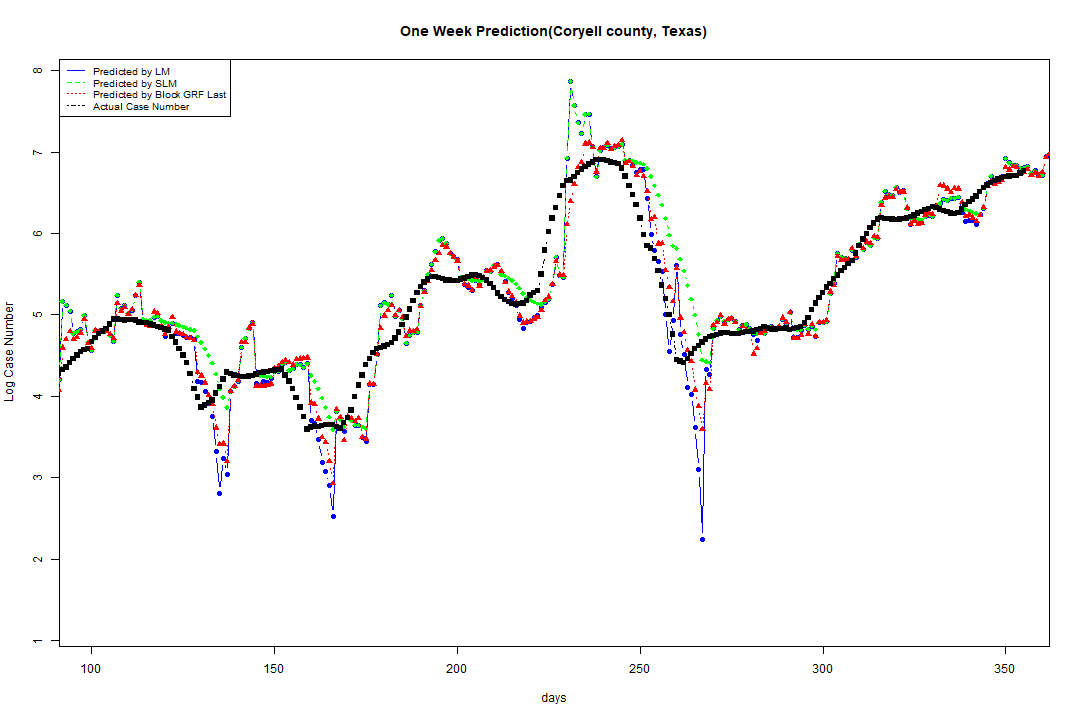 One Week Prediction(Coryell county, Texas)
Predicted by LM
Predicted by SLM
Predicted by Block GRF Last
Actual Case Number
8
7
6
5
4
3
2
1
Log Case Number
100 150 200 250 300 350
days